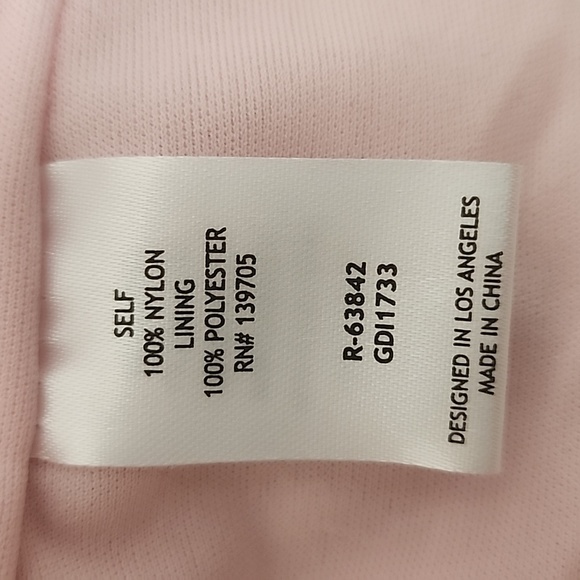 SELF
100% NYLON
LINING
100% POLYESTER
RN# 139705
R-63842
GDI1733
DESIGNED IN LOS ANGELES
MADE IN CHINA